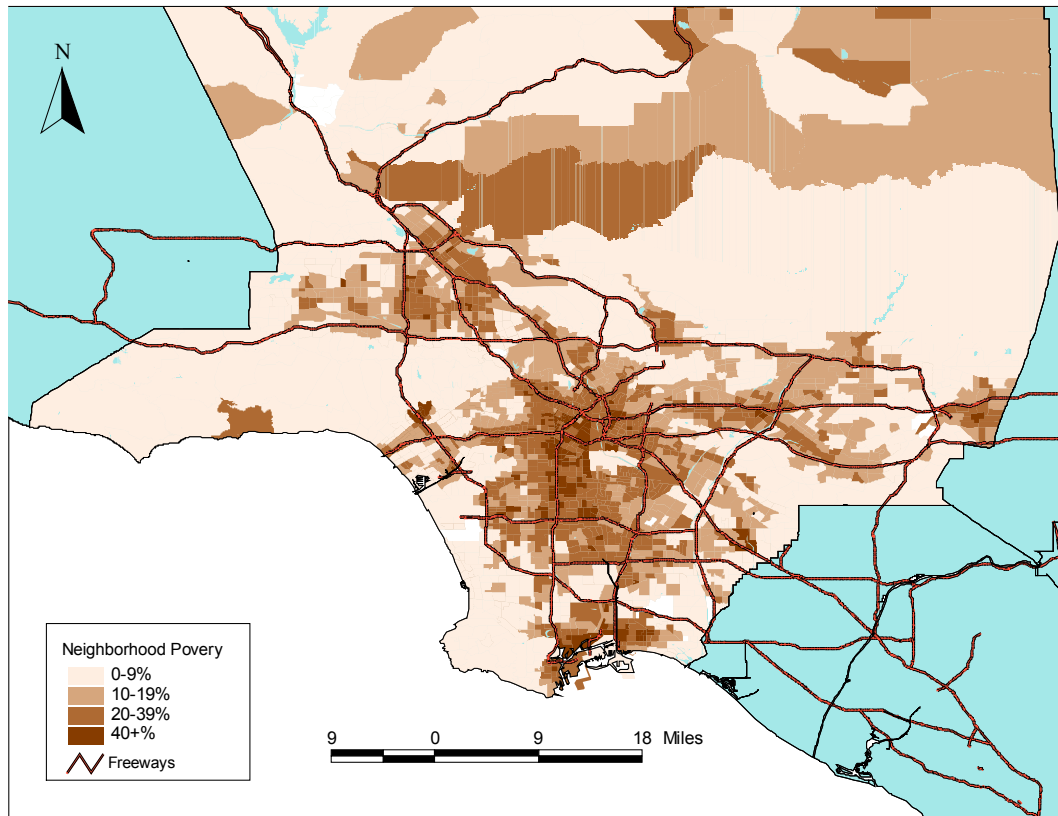 N
Neighborhood Povery
0-9%
10-19%
20-39%
40+%
Freeways
9 0 9 18 Miles